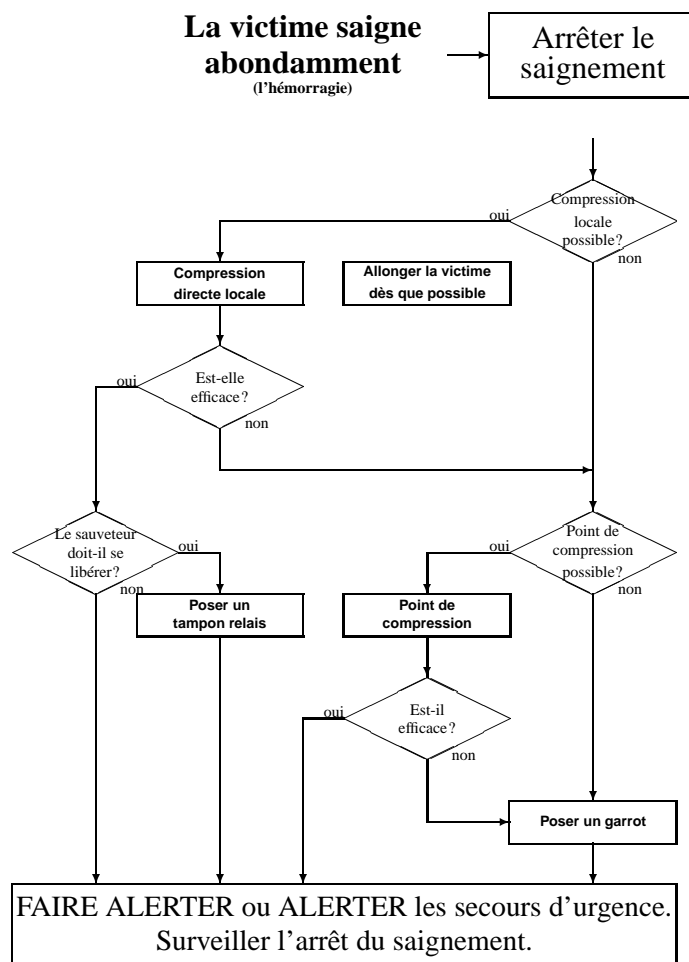 La victime saigne
abondamment
(l'hémorragie)
Arrêter le
saignement
Compression
locale
possible?
oui
non
Compression
directe locale
Allonger la victime
dès que possible
Est-elle
efficace?
oui
non
Le sauveteur
doit-il se
libérer?
oui
non
Point de
compression
possible?
oui
non
Poser un
tampon relais
Point de
compression
Est-il
efficace?
oui
non
Poser un garrot
FAIRE ALERTER ou ALERTER les secours d'urgence.
Surveiller l'arrêt du saignement.